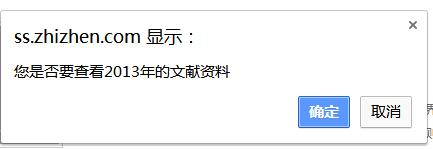 ss.zhizhen.com 显示：
您是否要查看2013年的文献资料
确定 取消